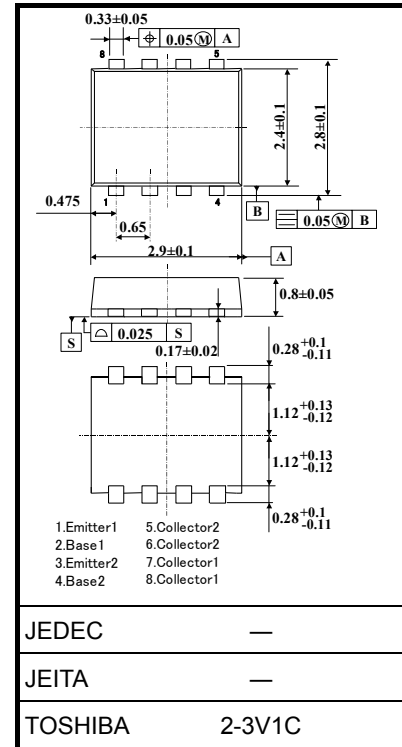 0.33±0.05
⌖ 0.05Ⓜ A
8 5
2.4±0.1
2.8±0.1
0.475
1 4
B
⌯ 0.05Ⓜ B
0.65
2.9±0.1
A
0.8±0.05
S
⌓ 0.025 S
0.17±0.02
0.28 +0.1 -0.11
1.12 +0.13 -0.12
1.12 +0.13 -0.12
0.28 +0.1 -0.11
1.Emitter1 5.Collector2
2.Base1 6.Collector2
3.Emitter2 7.Collector1
4.Base2 8.Collector1
JEDEC —
JEITA —
TOSHIBA 2-3V1C